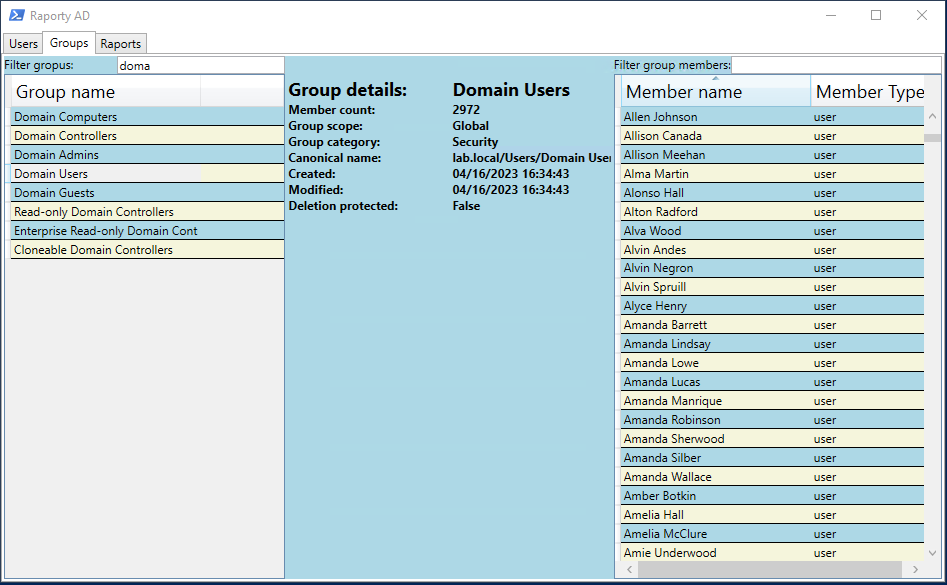 Raporty AD
Users Groups Raports
Filter gropus: doma
Group name
Domain Computers
Domain Controllers
Domain Admins
Domain Users
Domain Guests
Read-only Domain Controllers
Enterprise Read-only Domain Cont
Cloneable Domain Controllers
Group details: Domain Users
Member count: 2972
Group scope: Global
Group category: Security
Canonical name: lab.local/Users/Domain User
Created: 04/16/2023 16:34:43
Modified: 04/16/2023 16:34:43
Deletion protected: False
Filter group members:
Member name Member Type
Allen Johnson user
Allison Canada user
Allison Meehan user
Alma Martin user
Alonso Hall user
Alton Radford user
Alva Wood user
Alvin Andes user
Alvin Negron user
Alvin Spruill user
Alyce Henry user
Amanda Barrett user
Amanda Lindsay user
Amanda Lowe user
Amanda Lucas user
Amanda Manrique user
Amanda Robinson user
Amanda Sherwood user
Amanda Silber user
Amanda Wallace user
Amber Botkin user
Amelia Hall user
Amelia McClure user
Amie Underwood user